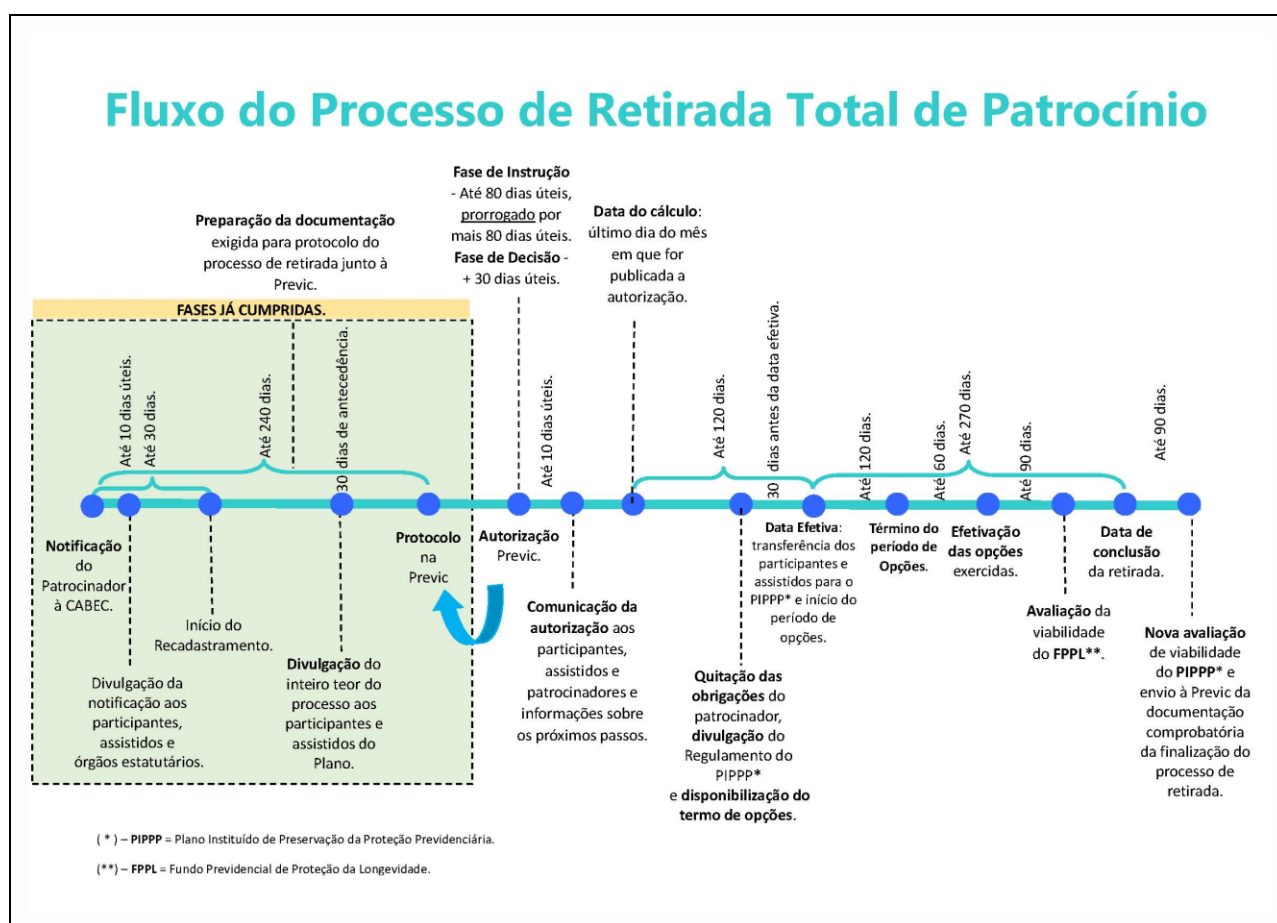 Fluxo do Processo de Retirada Total de Patrocínio
Preparação da documentação
exigida para protocolo do
processo de retirada junto à
Previc.
Fase de Instrução
- Até 80 dias úteis,
prorrogado por
mais 80 dias úteis.
Fase de Decisão -
+ 30 dias úteis.
Data do cálculo:
último dia do mês
em que for
publicada a
autorização.
FASES JÁ CUMPRIDAS.
Até 10 dias úteis.
Até 30 dias.
Até 240 dias.
30 dias de antecedência.
Até 10 dias úteis.
Até 120 dias.
30 dias antes da data efetiva.
Até 120 dias.
Até 60 dias.
Até 270 dias.
Até 90 dias.
Até 90 dias.
Notificação
do
Patrocinador
à CABEC.
Divulgação da
notificação aos
participantes,
assistidos e
órgãos estatutários.
Início do
Recadastramento.
Divulgação do
inteiro teor do
processo aos
participantes e
assistidos do
Plano.
Protocolo
na
Previc
Autorização
Previc.
Comunicação da
autorização aos
participantes,
assistidos e
patrocinadores e
informações sobre
os próximos passos.
Quitação das
obrigações do
patrocinador,
divulgação do
Regulamento do
PIPPP*
e disponibilização do
termo de opções.
Data Efetiva:
transferência dos
participantes e
assistidos para o
PIPPP* e início do
período de
opções.
Término do
período de
Opções.
Efetivação
das opções
exercidas.
Avaliação da
viabilidade
do FPPL**.
Data de
conclusão
da retirada.
Nova avaliação
de viabilidade
do PIPPP* e
envio à Previc da
documentação
comprobatória
da finalização do
processo de
retirada.
( * ) – PIPPP = Plano Instituído de Preservação da Proteção Previdenciária.
(**) – FPPL = Fundo Previdencial de Proteção da Longevidade.